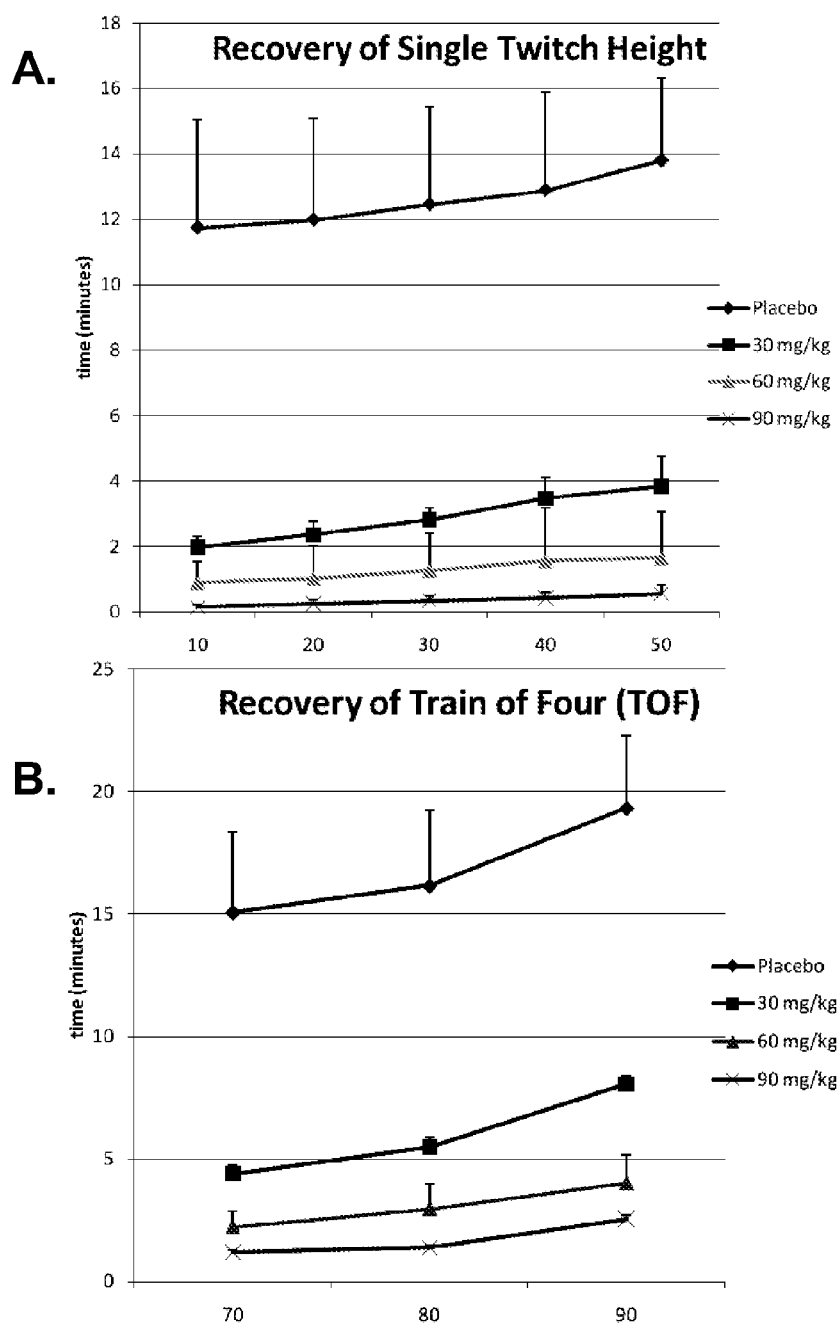 A.
Recovery of Single Twitch Height
18
16
14
12
10
8
6
4
2
0
time (minutes)
10 20 30 40 50
Placebo
30 mg/kg
60 mg/kg
90 mg/kg
B.
Recovery of Train of Four (TOF)
25
20
15
10
5
0
time (minutes)
70 80 90
Placebo
30 mg/kg
60 mg/kg
90 mg/kg